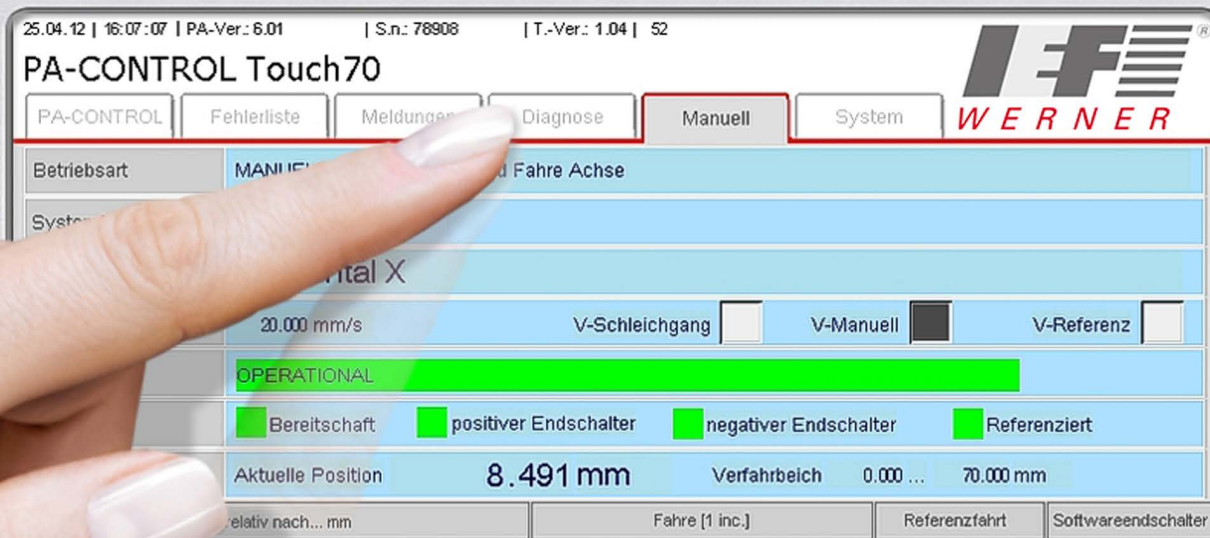 25.04.12 | 16:07:07 | PA-Ver.: 6.01 | S.n.: 78908 | T.-Ver.: 1.04 | 52
PA-CONTROL Touch70
IEF®
WERNER
PA-CONTROL Fehlerliste Meldungen Diagnose Manuell System
Betriebsart Fahre Achse
X
20.000 mm/s V-Schleichgang V-Manuell V-Referenz
OPERATIONAL
Bereitschaft positiver Endschalter negativer Endschalter Referenziert
Aktuelle Position 8.491 mm Verfahrbeich 0.000 ... 70.000 mm
relativ nach... mm Fahre [1 inc.] Referenzfahrt Softwareendschalter